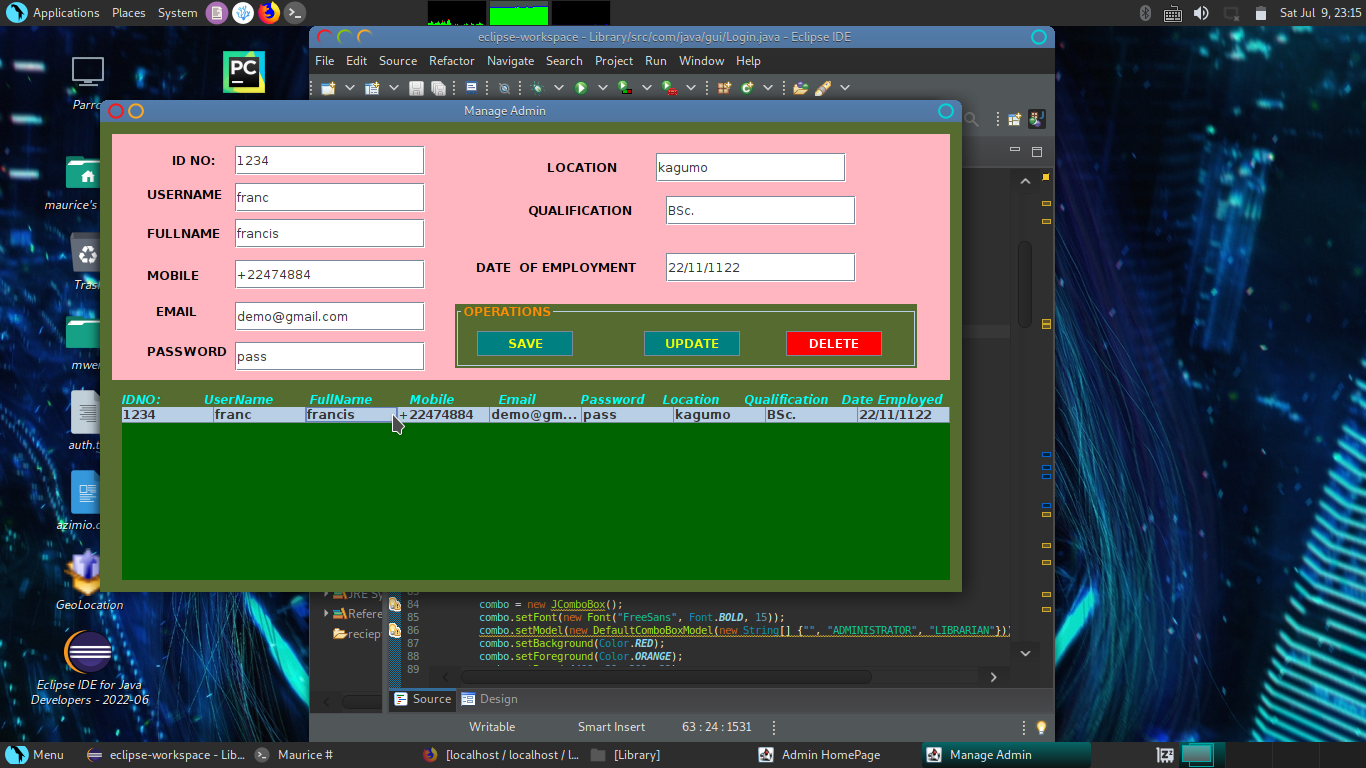 Applications Places System
Sat Jul 9, 23:15
eclipse-workspace - Library/src/com/java/gui/Login.java - Eclipse IDE
File Edit Source Refactor Navigate Search Project Run Window Help
PC
Parro
maurice's
Tras
mwe
auth.t
azimio.c
GeoLocation
Eclipse IDE for Java
Developers - 2022-06
Manage Admin
ID NO: 1234
USERNAME franc
FULLNAME francis
MOBILE +22474884
EMAIL demo@gmail.com
PASSWORD pass
LOCATION kagumo
QUALIFICATION BSc.
DATE OF EMPLOYMENT 22/11/1122
OPERATIONS
SAVE UPDATE DELETE
IDNO: UserName FullName Mobile Email Password Location Qualification Date Employed
1234 franc francis +22474884 demo@gm... pass kagumo BSc. 22/11/1122
JRE Sy
Refere
reciep
84 combo = new JComboBox();
85 combo.setFont(new Font("FreeSans", Font.BOLD, 15));
86 combo.setModel(new DefaultComboBoxModel(new String[] {"", "ADMINISTRATOR", "LIBRARIAN"})
87 combo.setBackground(Color.RED);
88 combo.setForeground(Color.ORANGE);
89
Source Design
Writable Smart Insert 63 : 24 : 1531
Menu eclipse-workspace - Lib... Maurice # [localhost / localhost / l... [Library] Admin HomePage Manage Admin